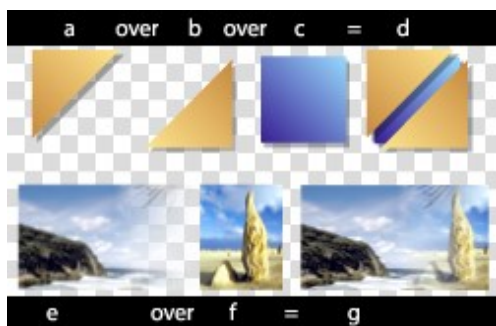 a over b over c = d
e over f = g